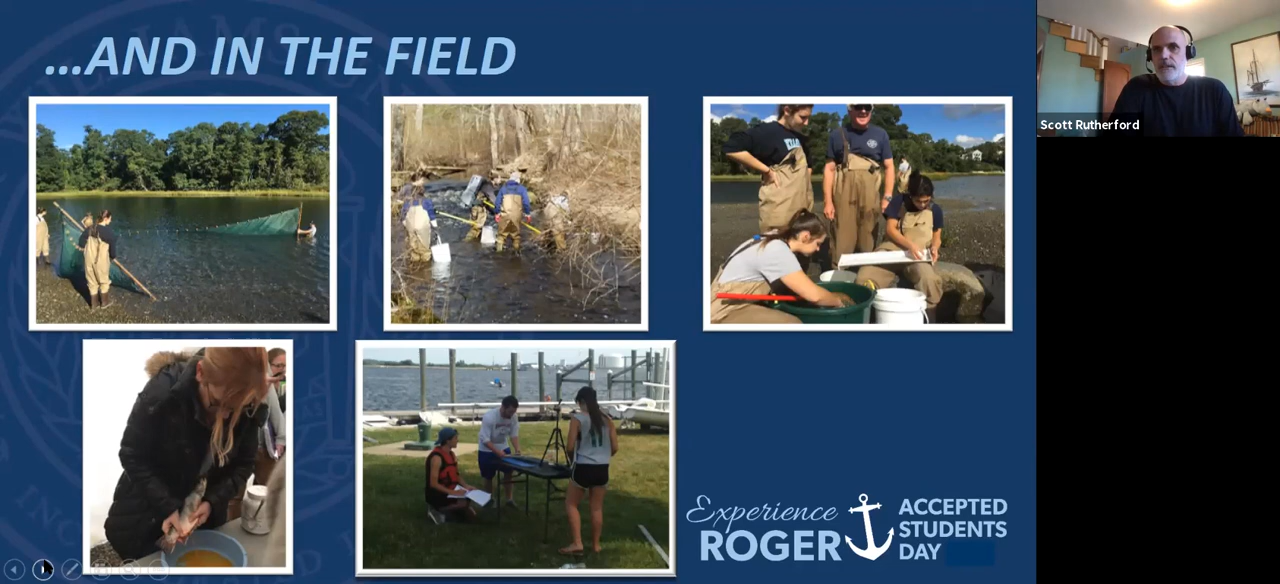 ...AND IN THE FIELD
Scott Rutherford
Experience
ROGER
ACCEPTED
STUDENTS
DAY